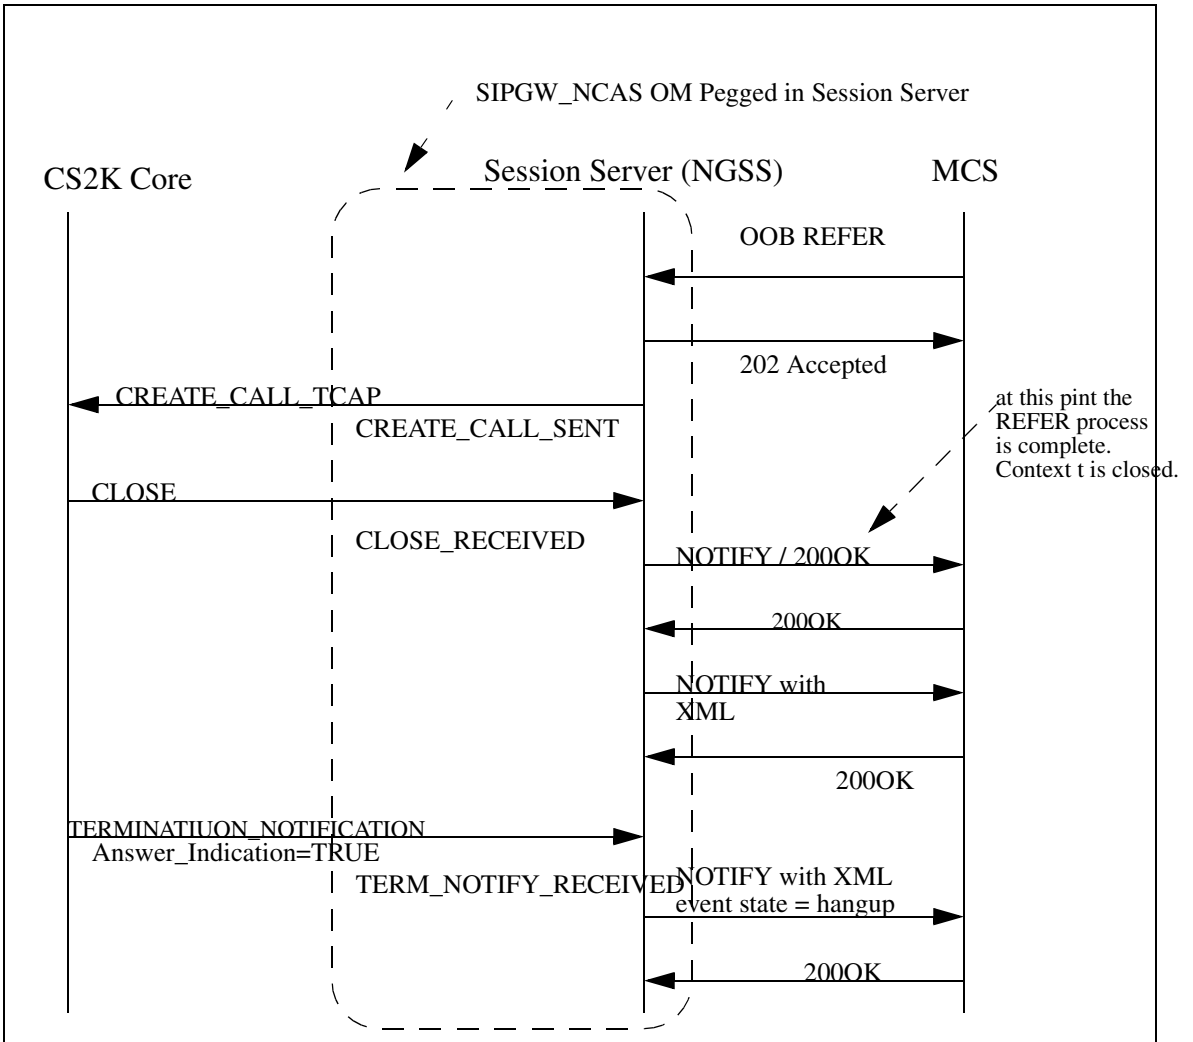 SIPGW_NCAS OM Pegged in Session Server
CS2K Core
Session Server (NGSS)
MCS
OOB REFER
202 Accepted
CREATE_CALL_TCAP
CREATE_CALL_SENT
at this pint the
REFER process
is complete.
Context t is closed.
CLOSE
CLOSE_RECEIVED
NOTIFY / 200OK
200OK
NOTIFY with
XML
200OK
TERMINATIUON_NOTIFICATION
Answer_Indication=TRUE
TERM_NOTIFY_RECEIVED
NOTIFY with XML
event state = hangup
200OK